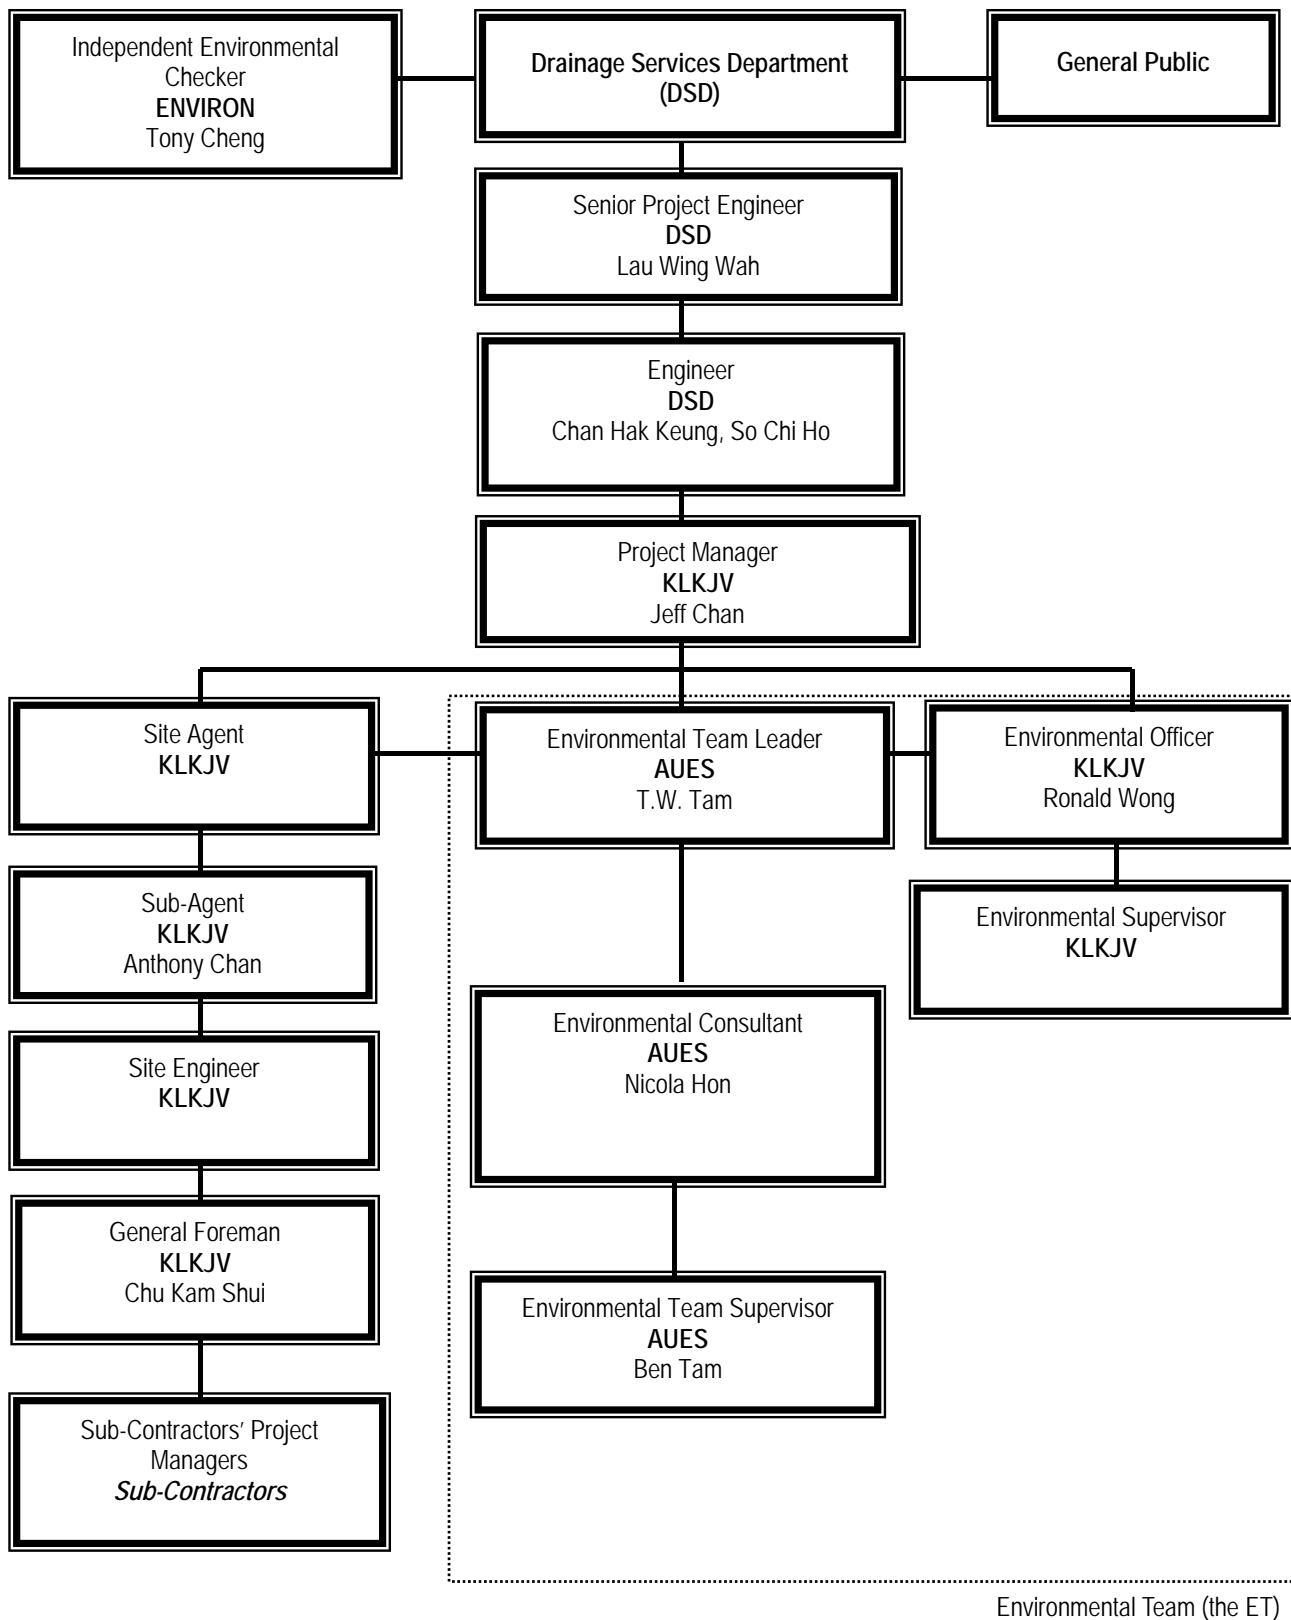 Independent Environmental
Checker
ENVIRON
Tony Cheng
Drainage Services Department
(DSD)
General Public
Senior Project Engineer
DSD
Lau Wing Wah
Engineer
DSD
Chan Hak Keung, So Chi Ho
Project Manager
KLKJV
Jeff Chan
Site Agent
KLKJV
Environmental Team Leader
AUES
T.W. Tam
Environmental Officer
KLKJV
Ronald Wong
Sub-Agent
KLKJV
Anthony Chan
Environmental Supervisor
KLKJV
Site Engineer
KLKJV
Environmental Consultant
AUES
Nicola Hon
General Foreman
KLKJV
Chu Kam Shui
Environmental Team Supervisor
AUES
Ben Tam
Sub-Contractors' Project
Managers
Sub-Contractors
Environmental Team (the ET)